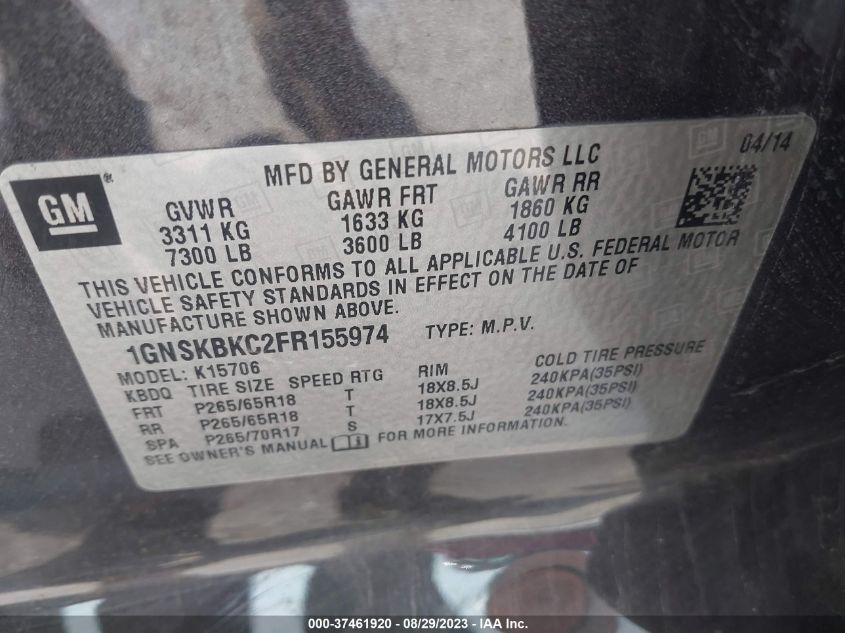 04/14
MFD BY GENERAL MOTORS LLC
GM®
GVWR GAWR FRT GAWR RR
3311 KG 1633 KG 1860 KG
7300 LB 3600 LB 4100 LB
THIS VEHICLE CONFORMS TO ALL APPLICABLE U.S. FEDERAL MOTOR
VEHICLE SAFETY STANDARDS IN EFFECT ON THE DATE OF
MANUFACTURE SHOWN ABOVE.
1GNSKBKC2FR155974 TYPE: M.P.V.
MODEL: K15706
KBDQ TIRE SIZE SPEED RTG RIM COLD TIRE PRESSURE
FRT P265/65R18 T 18X8.5J 240KPA(35PSI)
RR P265/65R18 T 18X8.5J 240KPA(35PSI)
SPA P265/70R17 S 17X7.5J 240KPA(35PSI)
SEE OWNER'S MANUAL FOR MORE INFORMATION.
000-37461920 - 08/29/2023 - © IAA Inc.